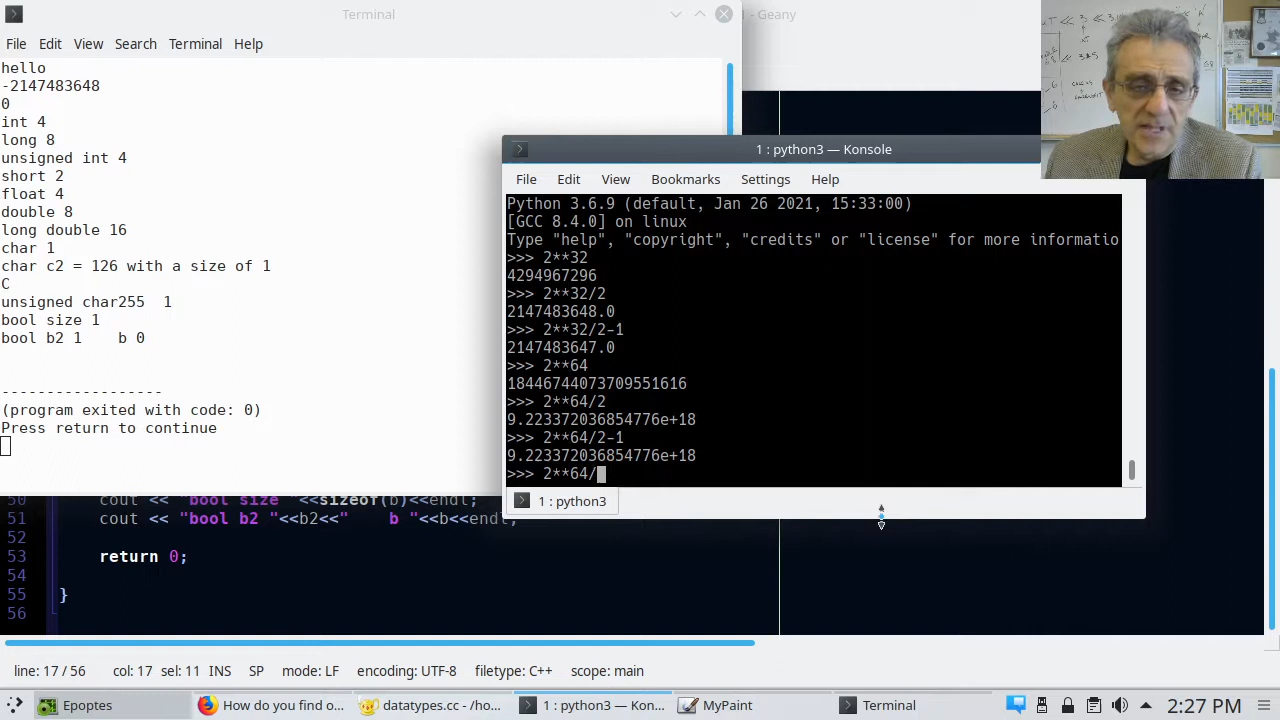 Terminal
1 - Geany
File Edit View Search Terminal Help
hello
-2147483648
0
int 4
long 8
unsigned int 4
short 2
float 4
double 8
long double 16
char 1
char c2 = 126 with a size of 1
C
unsigned char255  1
bool size 1
bool b2 1    b 0
------------------
(program exited with code: 0)
Press return to continue
1 : python3 — Konsole
File Edit View Bookmarks Settings Help
Python 3.6.9 (default, Jan 26 2021, 15:33:00)
[GCC 8.4.0] on linux
Type "help", "copyright", "credits" or "license" for more informatio
>>> 2**32
4294967296
>>> 2**32/2
2147483648.0
>>> 2**32/2-1
2147483647.0
>>> 2**64
18446744073709551616
>>> 2**64/2
9.223372036854776e+18
>>> 2**64/2-1
9.223372036854776e+18
>>> 2**64/
1 : python3
50 cout << "bool size "<<sizeof(b)<<endl;
51 cout << "bool b2 "<<b2<<"    b "<<b<<endl;
52
53 return 0;
54
55 }
56
line: 17 / 56 col: 17 sel: 11 INS SP mode: LF encoding: UTF-8 filetype: C++ scope: main
Epoptes How do you find o... datatypes.cc - /ho... 1 : python3 — Kon... MyPaint Terminal 2:27 PM